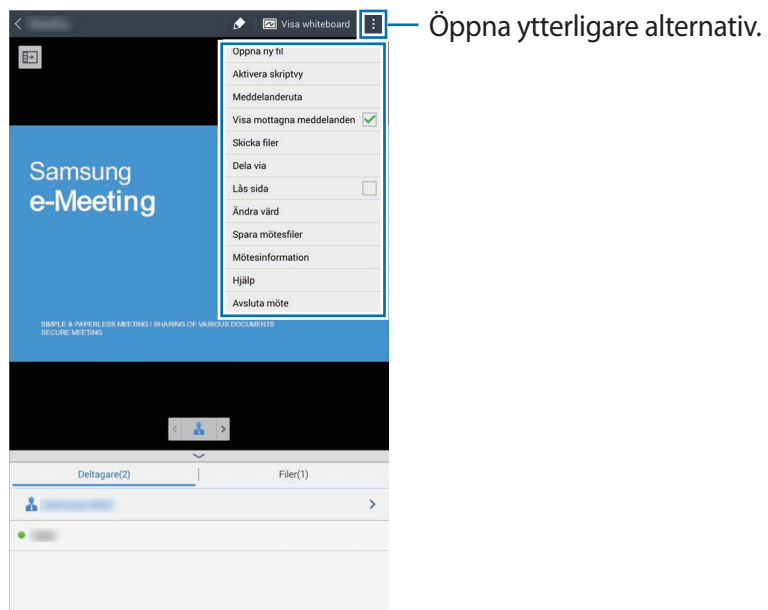 Visa whiteboard
Öppna ytterligare alternativ.
Öppna ny fil
Aktivera skriptvy
Meddelanderuta
Visa mottagna meddelanden
Skicka filer
Dela via
Lås sida
Ändra värd
Spara mötesfiler
Mötesinformation
Hjälp
Avsluta möte
Samsung
e-Meeting
SIMPLE & PAPERLESS MEETING / SHARING OF VARIOUS DOCUMENTS
SECURE MEETING
Deltagare(2)
Filer(1)